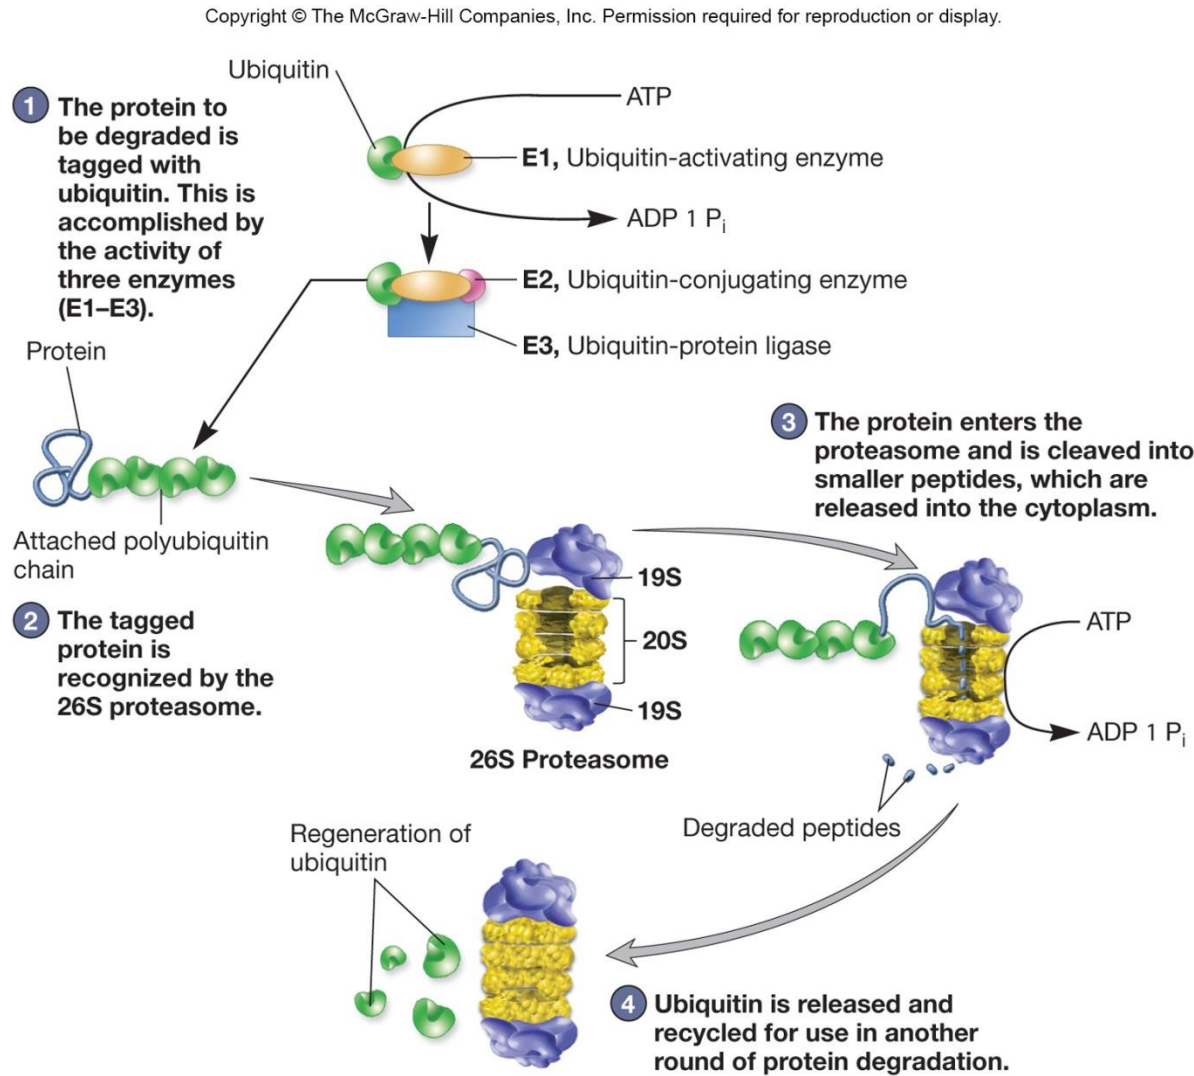 Copyright © The McGraw-Hill Companies, Inc. Permission required for reproduction or display.
Ubiquitin
1 The protein to
be degraded is
tagged with
ubiquitin. This is
accomplished by
the activity of
three enzymes
(E1–E3).
ATP
E1, Ubiquitin-activating enzyme
ADP 1 Pi
E2, Ubiquitin-conjugating enzyme
E3, Ubiquitin-protein ligase
Protein
Attached polyubiquitin
chain
2 The tagged
protein is
recognized by the
26S proteasome.
19S
20S
19S
26S Proteasome
3 The protein enters the
proteasome and is cleaved into
smaller peptides, which are
released into the cytoplasm.
ATP
ADP 1 Pi
Degraded peptides
Regeneration of
ubiquitin
4 Ubiquitin is released and
recycled for use in another
round of protein degradation.